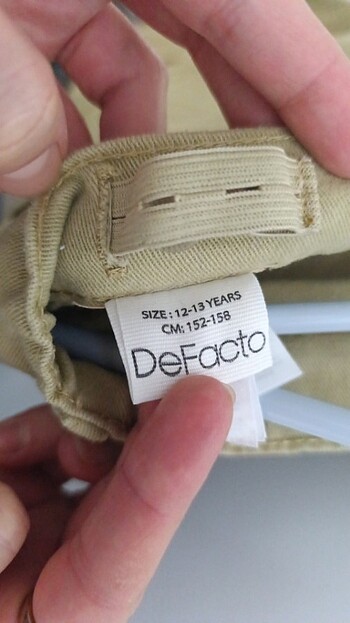 SIZE : 12-13 YEARS
CM: 152-158
DeFacto